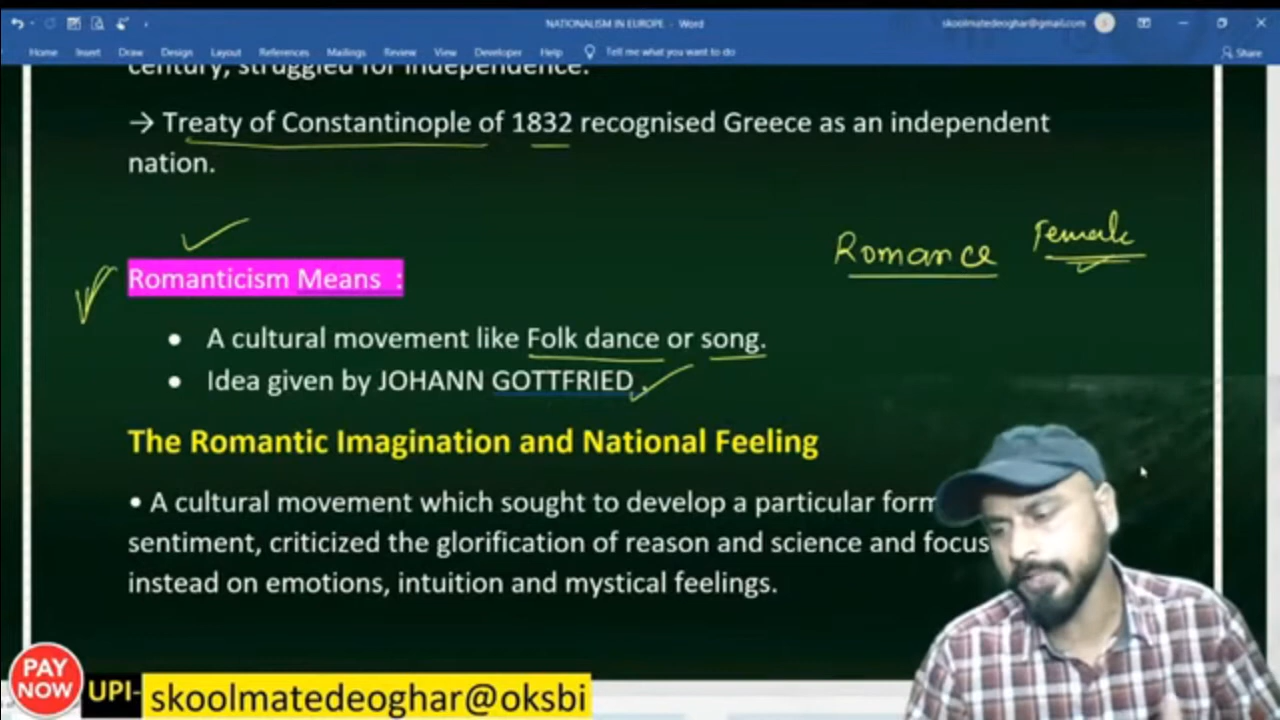 NATIONALISM IN EUROPE - Word
skoolmatedeoghar@gmail.com
Home Insert Draw Design Layout References Mailings Review View Developer Help Tell me what you want to do
Share
century, struggled for independence.
→ Treaty of Constantinople of 1832 recognised Greece as an independent
nation.
Romance Female
Romanticism Means :
• A cultural movement like Folk dance or song.
• Idea given by JOHANN GOTTFRIED .
The Romantic Imagination and National Feeling
• A cultural movement which sought to develop a particular form
sentiment, criticized the glorification of reason and science and focus
instead on emotions, intuition and mystical feelings.
PAY
NOW
UPI- skoolmatedeoghar@oksbi